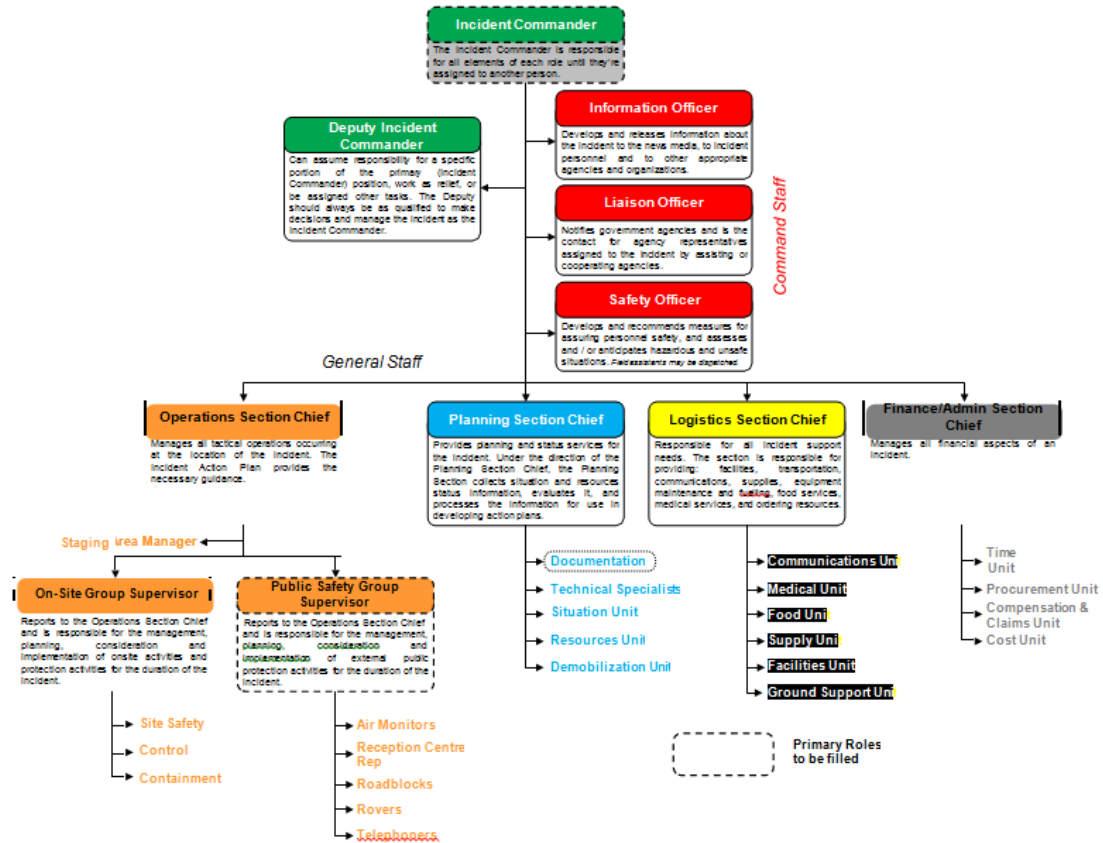 Incident Commander
The Incident Commander is responsible
for all elements of each role until they're
assigned to another person.
Information Officer
Develops and releases information about
the incident to the news media, to incident
personnel and to other appropriate
agencies and organizations.
Deputy Incident
Commander
Can assume responsibility for a specific
portion of the primary (Incident
Commander) position, work as relief, or
be assigned other tasks. The Deputy
should always be as qualified to make
decisions and manage the incident as the
Incident Commander.
Liaison Officer
Notifies government agencies and is the
contact for agency representatives
assigned to the incident by assisting or
cooperating agencies.
Command Staff
Safety Officer
Develops and recommends measures for
assuring personnel safety, and assesses
and / or anticipates hazardous and unsafe
situations. Field assistants may be dispatched.
General Staff
Operations Section Chief
Manages all tactical operations occurring
at the location of the incident. The
Incident Action Plan provides the
necessary guidance.
Planning Section Chief
Provides planning and status services for
the incident. Under the direction of the
Planning Section Chief, the Planning
Section collects situation and resources
status information, evaluates it, and
processes the information for use in
developing action plans.
Logistics Section Chief
Responsible for all incident support
needs. The section is responsible for
providing: facilities, transportation,
communications, supplies, equipment
maintenance and fueling, food services,
medical services, and ordering resources.
Finance/Admin Section
Chief
Manages all financial aspects of an
incident.
Staging Area Manager
On-Site Group Supervisor
Reports to the Operations Section Chief
and is responsible for the management,
planning, consideration and
implementation of onsite activities and
protection activities for the duration of the
incident.
Site Safety
Control
Containment
Public Safety Group
Supervisor
Reports to the Operations Section Chief
and is responsible for the management,
planning, consideration and
implementation of external public
protection activities for the duration of the
incident.
Air Monitors
Reception Centre
Rep
Roadblocks
Rovers
Telephoners
Documentation
Technical Specialists
Situation Unit
Resources Unit
Demobilization Unit
Communications Unit
Medical Unit
Food Unit
Supply Unit
Facilities Unit
Ground Support Unit
Time
Unit
Procurement Unit
Compensation &
Claims Unit
Cost Unit
Primary Roles
to be filled